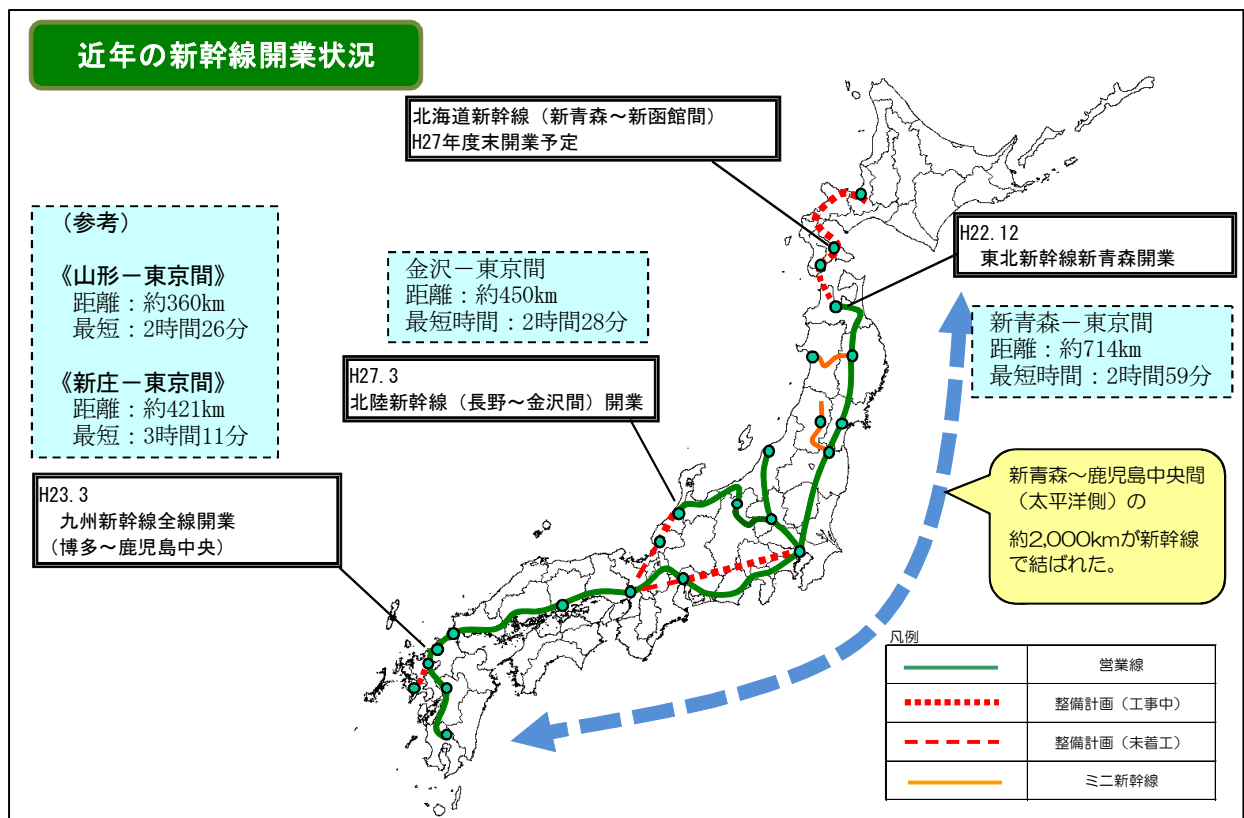 近年の新幹線開業状況
北海道新幹線（新青森～新函館間）
H27年度末開業予定
（参考）
《山形－東京間》
距離：約360km
最短：2時間26分
《新庄－東京間》
距離：約421km
最短：3時間11分
金沢－東京間
距離：約450km
最短時間：2時間28分
H22.12
東北新幹線新青森開業
新青森－東京間
距離：約714km
最短時間：2時間59分
H27.3
北陸新幹線（長野～金沢間）開業
H23.3
九州新幹線全線開業
（博多～鹿児島中央）
新青森～鹿児島中央間
（太平洋側）の
約2,000kmが新幹線
で結ばれた。
凡例
営業線
整備計画（工事中）
整備計画（未着工）
ミニ新幹線